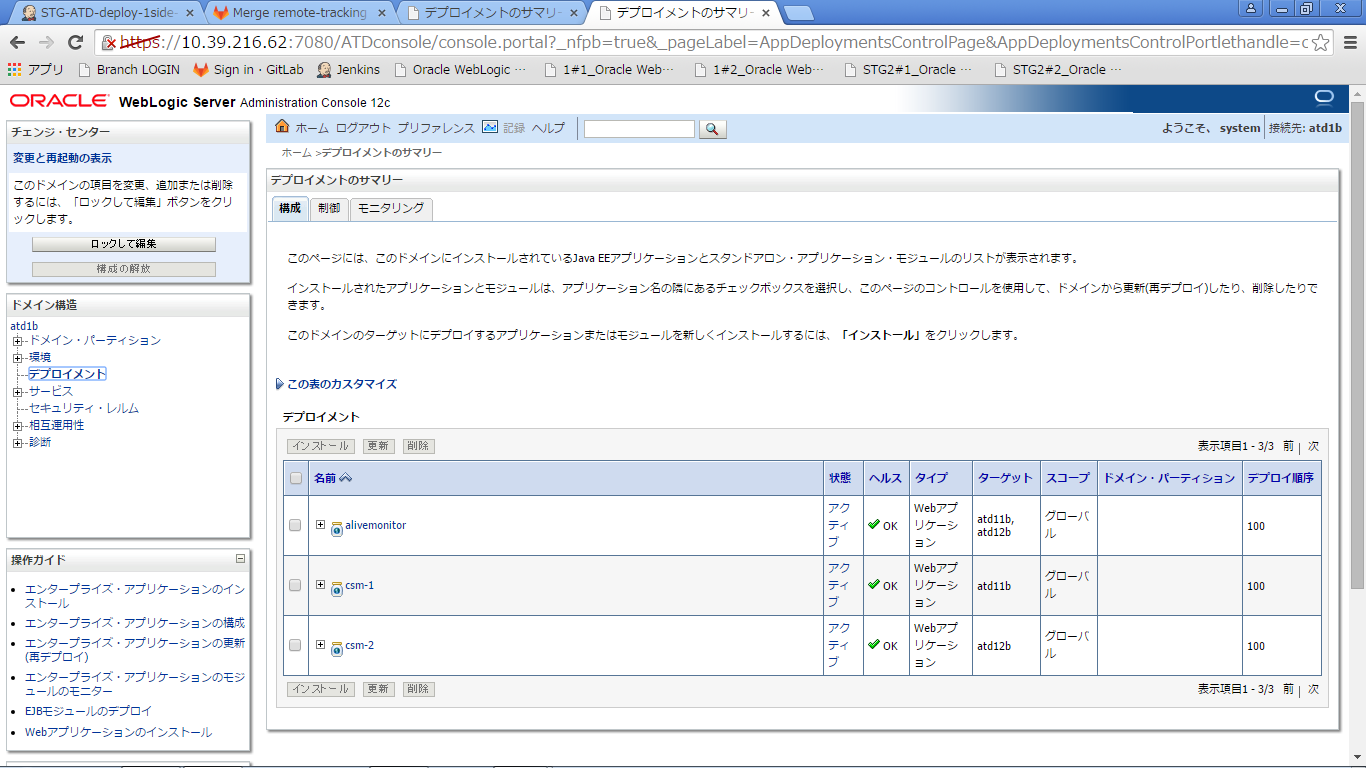 STG-ATD-deploy-1side-
Merge remote-tracking
デプロイメントのサマリー
デプロイメントのサマリー
https://10.39.216.62:7080/ATDconsole/console.portal?_nfpb=true&_pageLabel=AppDeploymentsControlPage&AppDeploymentsControlPortlethandle=c
アプリ Branch LOGIN Sign in · GitLab Jenkins Oracle WebLogic … 1#1_Oracle Web… 1#2_Oracle Web… STG2#1_Oracle … STG2#2_Oracle …
ORACLE WebLogic Server Administration Console 12c
チェンジ・センター
変更と再起動の表示
このドメインの項目を変更、追加または削除
するには、「ロックして編集」ボタンをクリ
ックします。
ロックして編集
構成の解放
ドメイン構造
atd1b
ドメイン・パーティション
環境
デプロイメント
サービス
セキュリティ・レルム
相互運用性
診断
操作ガイド
エンタープライズ・アプリケーションのイン
ストール
エンタープライズ・アプリケーションの構成
エンタープライズ・アプリケーションの更新
(再デプロイ)
エンタープライズ・アプリケーションのモジ
ュールのモニター
EJBモジュールのデプロイ
Webアプリケーションのインストール
ホーム ログアウト プリファレンス 記録 ヘルプ
ようこそ、 system 接続先: atd1b
ホーム >デプロイメントのサマリー
デプロイメントのサマリー
構成 制御 モニタリング
このページには、このドメインにインストールされているJava EEアプリケーションとスタンドアロン・アプリケーション・モジュールのリストが表示されます。
インストールされたアプリケーションとモジュールは、アプリケーション名の隣にあるチェックボックスを選択し、このページのコントロールを使用して、ドメインから更新(再デプロイ)したり、削除したりで
きます。
このドメインのターゲットにデプロイするアプリケーションまたはモジュールを新しくインストールするには、「インストール」をクリックします。
この表のカスタマイズ
デプロイメント
インストール 更新 削除 表示項目1 - 3/3 前 | 次
名前 状態 ヘルス タイプ ターゲット スコープ ドメイン・パーティション デプロイ順序
alivemonitor アクティブ OK Webアプリケーション atd11b, atd12b グローバル 100
csm-1 アクティブ OK Webアプリケーション atd11b グローバル 100
csm-2 アクティブ OK Webアプリケーション atd12b グローバル 100
インストール 更新 削除 表示項目1 - 3/3 前 | 次